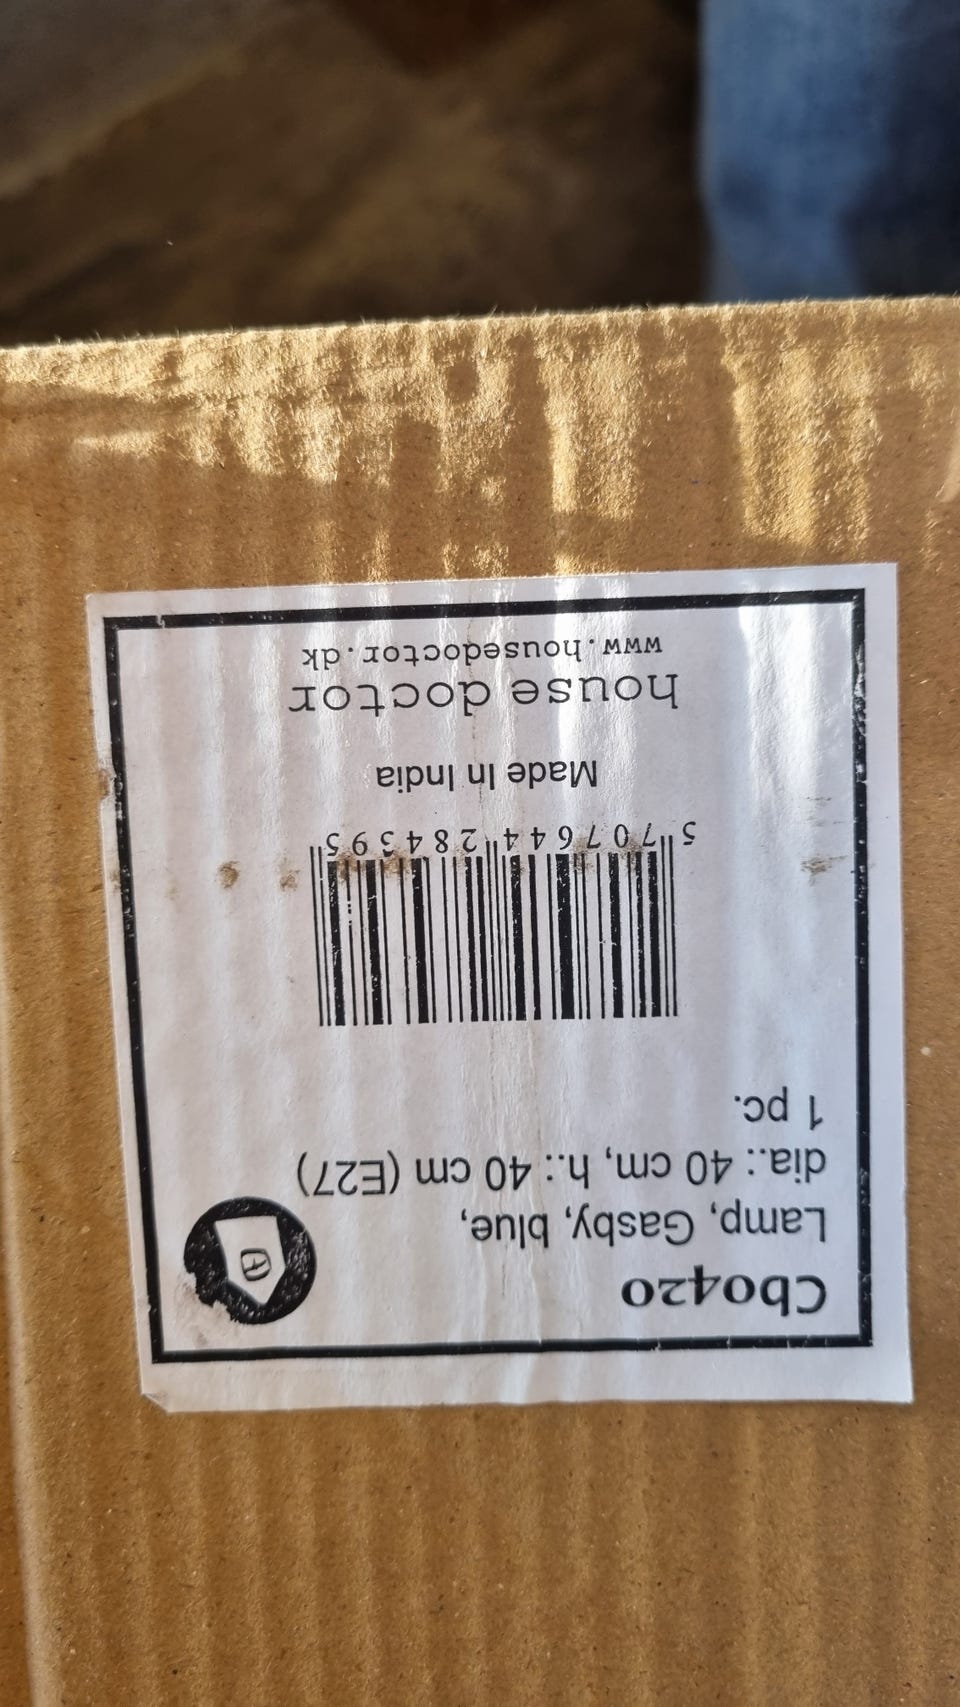 Cb0420
Lamp, Gasby, blue,
dia.: 40 cm, h.: 40 cm (E27)
1 pc.
5 707644 284395
Made In India
house doctor
www.housedoctor.dk